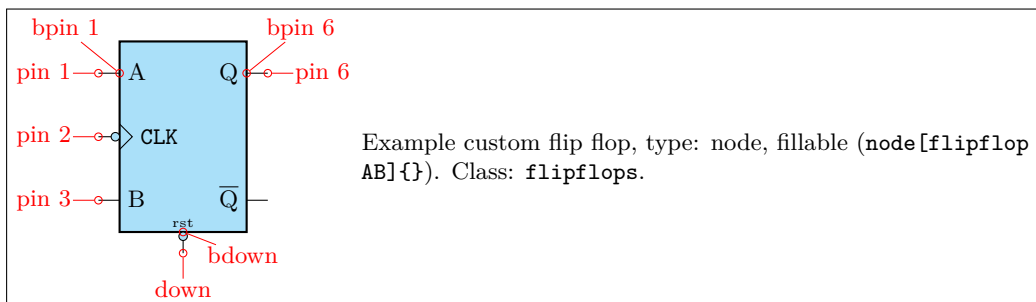 bpin 1 bpin 6
pin 1 A Q pin 6
pin 2 CLK
Example custom flip flop, type: node, fillable (node[flipflop
AB]{}). Class: flipflops.
pin 3 B Q̅
rst
bdown
down